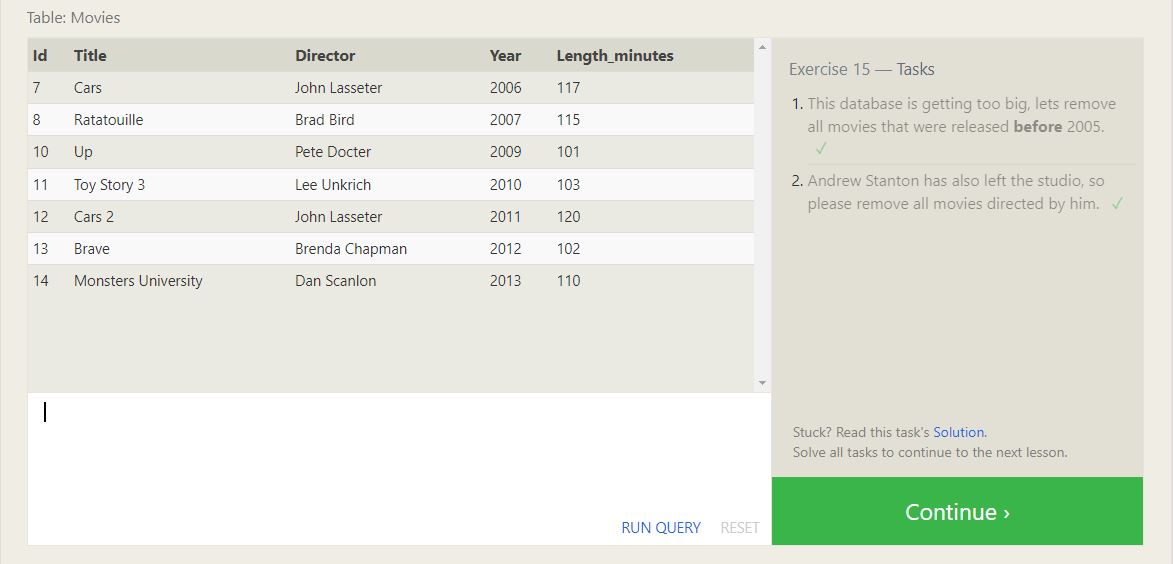 Table: Movies
Id Title Director Year Length_minutes
7 Cars John Lasseter 2006 117
8 Ratatouille Brad Bird 2007 115
10 Up Pete Docter 2009 101
11 Toy Story 3 Lee Unkrich 2010 103
12 Cars 2 John Lasseter 2011 120
13 Brave Brenda Chapman 2012 102
14 Monsters University Dan Scanlon 2013 110
RUN QUERY RESET
Exercise 15 — Tasks
1. This database is getting too big, lets remove
all movies that were released before 2005.
✓
2. Andrew Stanton has also left the studio, so
please remove all movies directed by him. ✓
Stuck? Read this task's Solution.
Solve all tasks to continue to the next lesson.
Continue ›